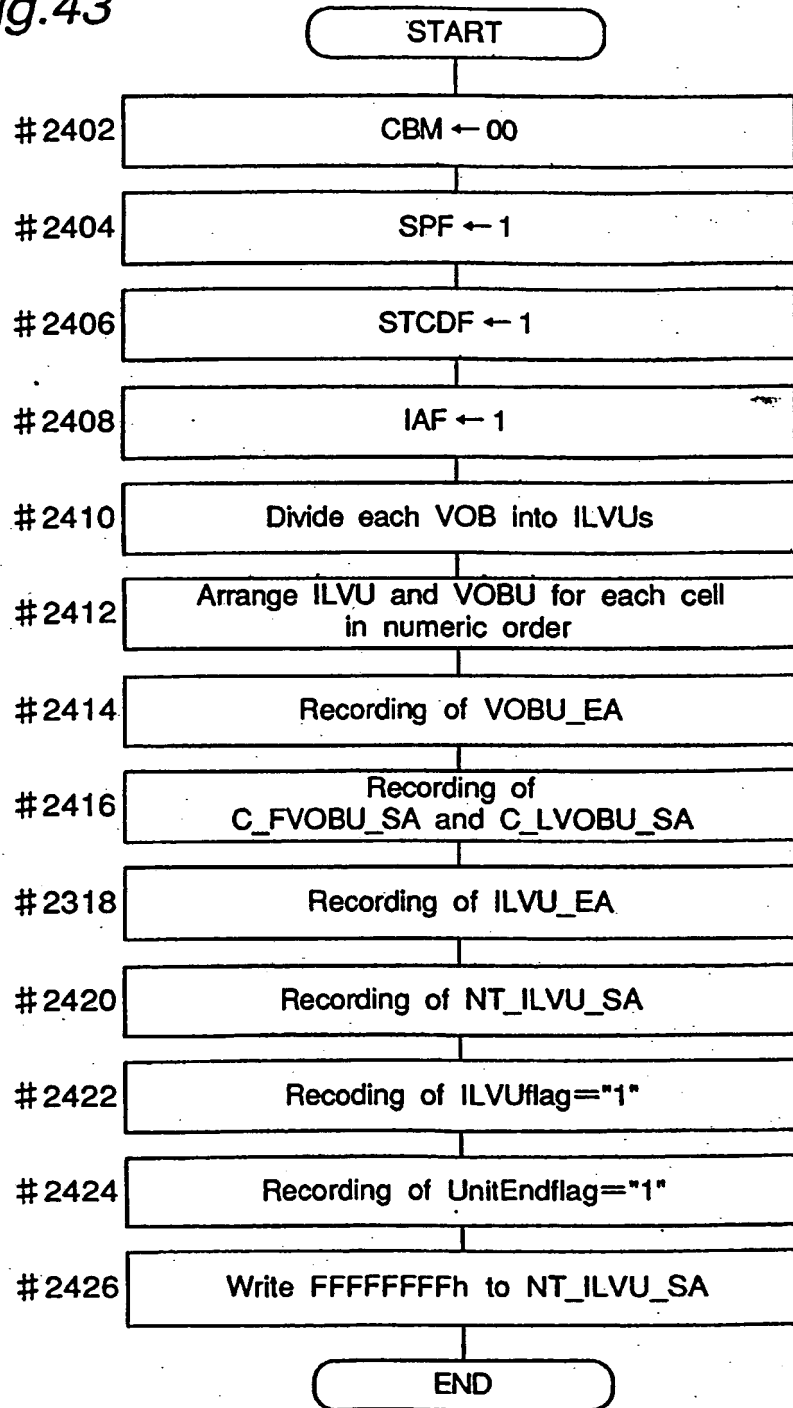 ig.43
START
#2402 CBM ← 00
#2404 SPF ← 1
#2406 STCDF ← 1
#2408 IAF ← 1
#2410 Divide each VOB into ILVUs
#2412 Arrange ILVU and VOBU for each cell
in numeric order
#2414 Recording of VOBU_EA
#2416 Recording of
C_FVOBU_SA and C_LVOBU_SA
#2318 Recording of ILVU_EA
#2420 Recording of NT_ILVU_SA
#2422 Recoding of ILVUflag="1"
#2424 Recording of UnitEndflag="1"
#2426 Write FFFFFFFFh to NT_ILVU_SA
END